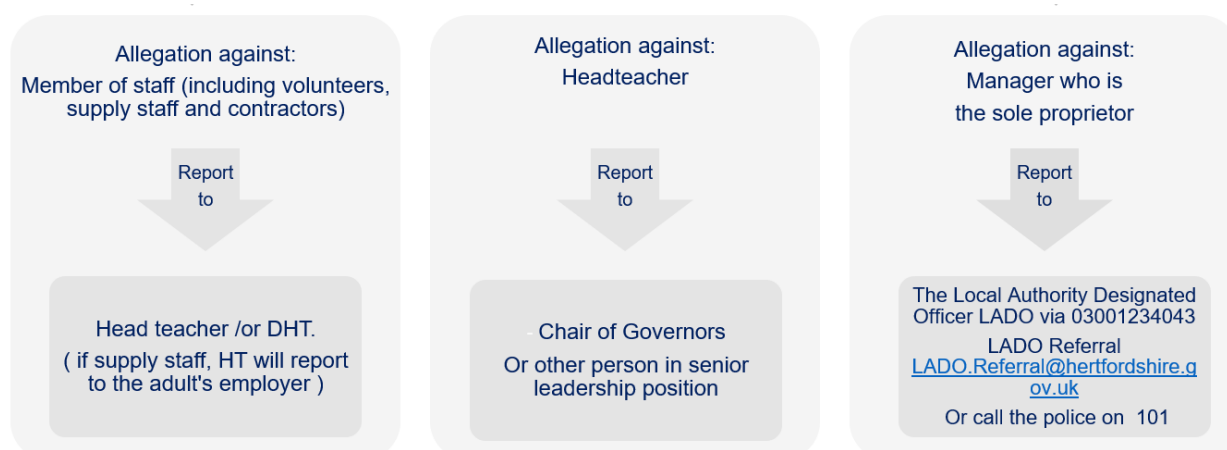 Allegation against:
Member of staff (including volunteers,
supply staff and contractors)
Report
to
Head teacher /or DHT.
( if supply staff, HT will report
to the adult's employer )
Allegation against:
Headteacher
Report
to
- Chair of Governors
Or other person in senior
leadership position
Allegation against:
Manager who is
the sole proprietor
Report
to
The Local Authority Designated
Officer LADO via 03001234043
LADO Referral
LADO.Referral@hertfordshire.g
ov.uk
Or call the police on 101